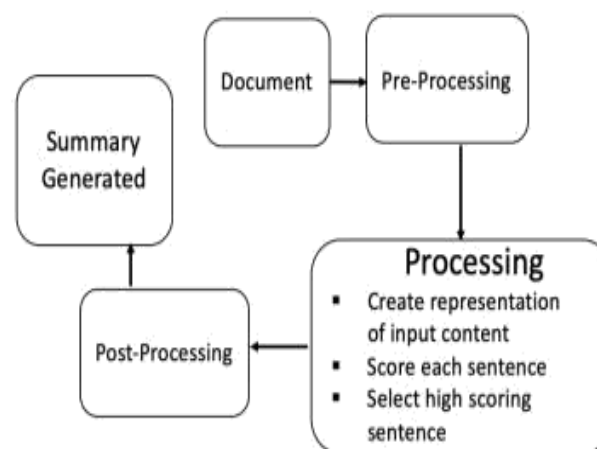 Document
Pre-Processing
Summary
Generated
Processing
▪ Create representation
of input content
▪ Score each sentence
▪ Select high scoring
sentence
Post-Processing